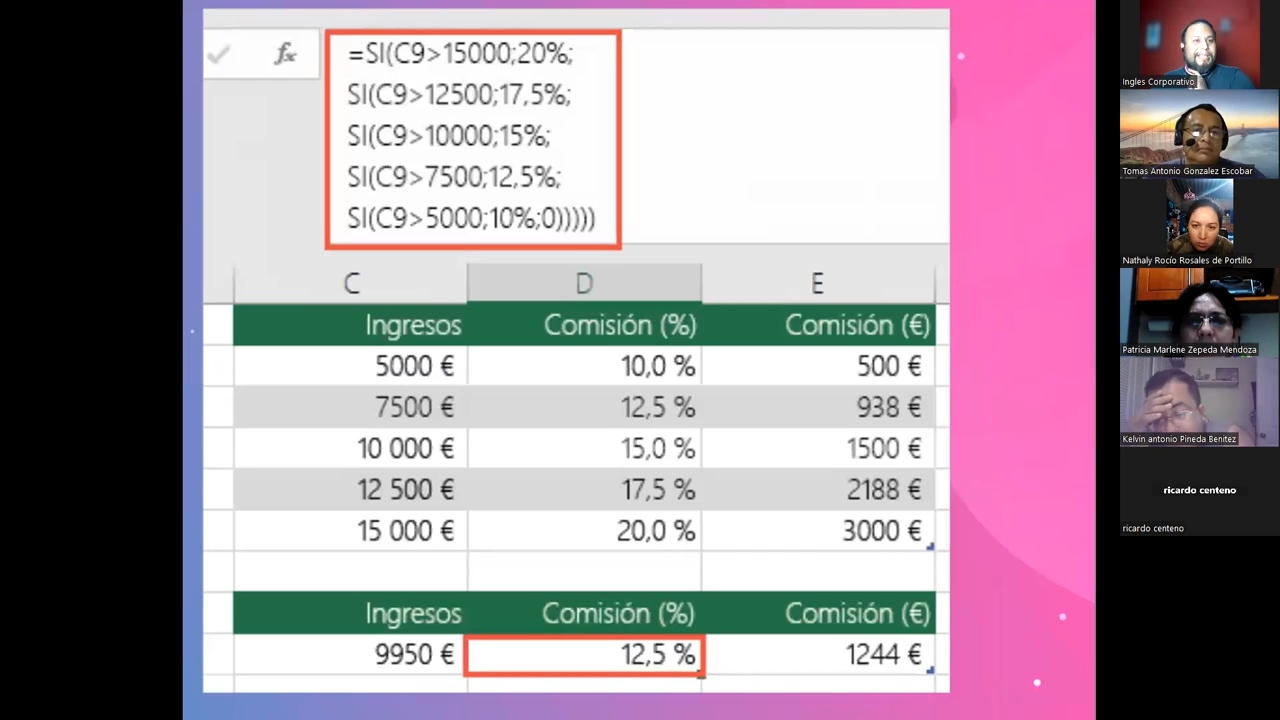 fx
=SI(C9>15000;20%;
SI(C9>12500;17,5%;
SI(C9>10000;15%;
SI(C9>7500;12,5%;
SI(C9>5000;10%;0)))))
C D E
Ingresos Comisión (%) Comisión (€)
5000 € 10,0 % 500 €
7500 € 12,5 % 938 €
10 000 € 15,0 % 1500 €
12 500 € 17,5 % 2188 €
15 000 € 20,0 % 3000 €
Ingresos Comisión (%) Comisión (€)
9950 € 12,5 % 1244 €
Ingles Corporativo
Tomas Antonio Gonzalez Escobar
Nathaly Rocío Rosales de Portillo
Patricia Marlene Zepeda Mendoza
Kelvin antonio Pineda Benitez
ricardo centeno
ricardo centeno